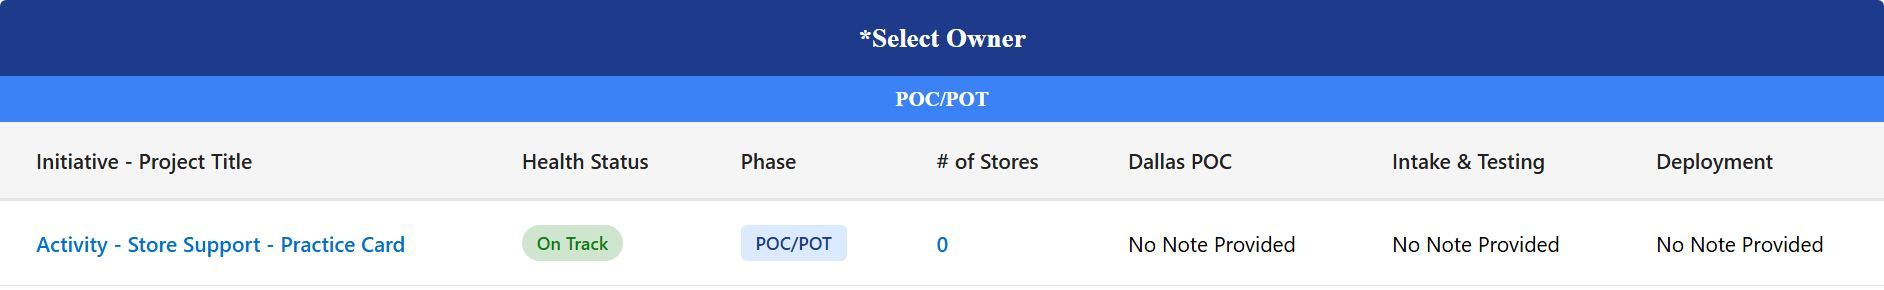 *Select Owner
POC/POT
Initiative - Project Title Health Status Phase # of Stores Dallas POC Intake & Testing Deployment
Activity - Store Support - Practice Card On Track POC/POT 0 No Note Provided No Note Provided No Note Provided